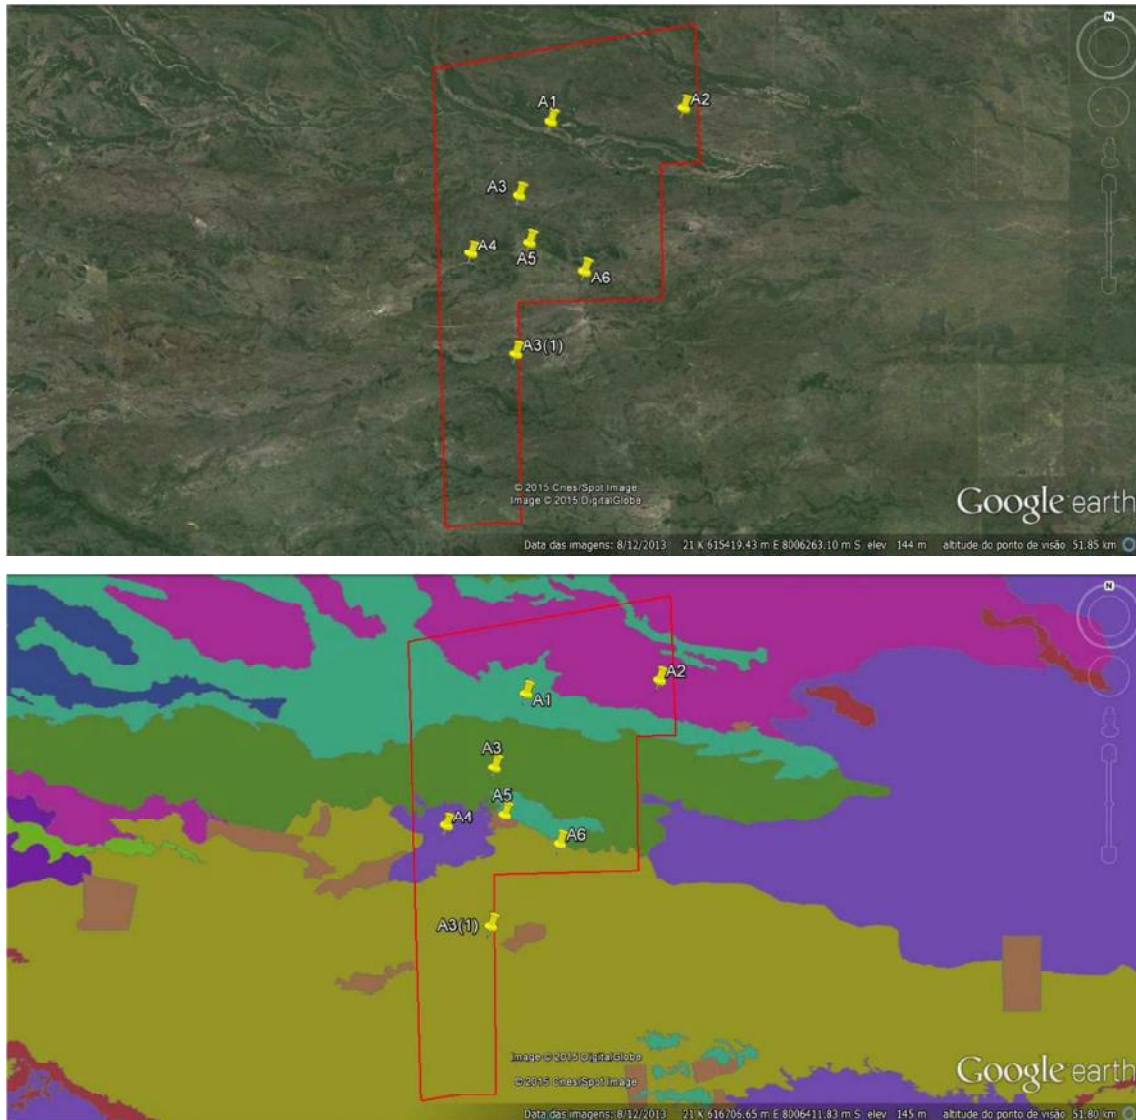 N
A1
A2
A3
A4
A5
A6
A3(1)
© 2015 Cnes/Spot Image
Image © 2015 DigitalGlobe
Google earth
Data das imagens: 8/12/2013 21 K 615419.43 m E 8006263.10 m S elev 144 m altitude do ponto de visão 51.85 km
N
A2
A1
A3
A5
A4
A6
A3(1)
Image © 2015 DigitalGlobe
© 2015 Cnes/Spot Image
Google earth
Data das imagens: 8/12/2013 21 K 616706.65 m E 8006411.83 m S elev 145 m altitude do ponto de visão 51.80 km